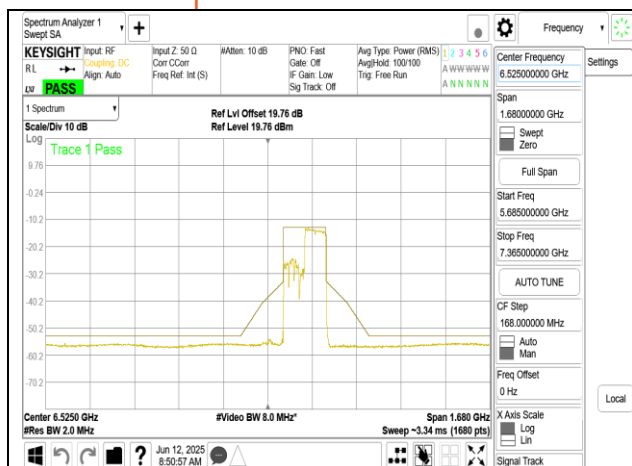 Spectrum Analyzer 1
Swept SA
Frequency
KEYSIGHT
RL
LXI
PASS
Input: RF
Coupling: DC
Align: Auto
Input Z: 50 Ω
Corr CCorr
Freq Ref: Int (S)
#Atten: 10 dB
PNO: Fast
Gate: Off
IF Gain: Low
Sig Track: Off
Avg Type: Power (RMS)
Avg|Hold: 100/100
Trig: Free Run
1 2 3 4 5 6
A W W W W W
A N N N N N
1 Spectrum
Scale/Div 10 dB
Ref Lvl Offset 19.76 dB
Ref Level 19.76 dBm
Log
Trace 1 Pass
9.76
-0.24
-10.2
-20.2
-30.2
-40.2
-50.2
-60.2
-70.2
Center 6.5250 GHz
#Res BW 2.0 MHz
#Video BW 8.0 MHz*
Span 1.680 GHz
Sweep ~3.34 ms (1680 pts)
Jun 12, 2025
8:50:57 AM
Center Frequency
6.525000000 GHz
Span
1.68000000 GHz
Swept
Zero
Full Span
Start Freq
5.685000000 GHz
Stop Freq
7.365000000 GHz
AUTO TUNE
CF Step
168.000000 MHz
Auto
Man
Freq Offset
0 Hz
X Axis Scale
Log
Lin
Signal Track
Settings
Local